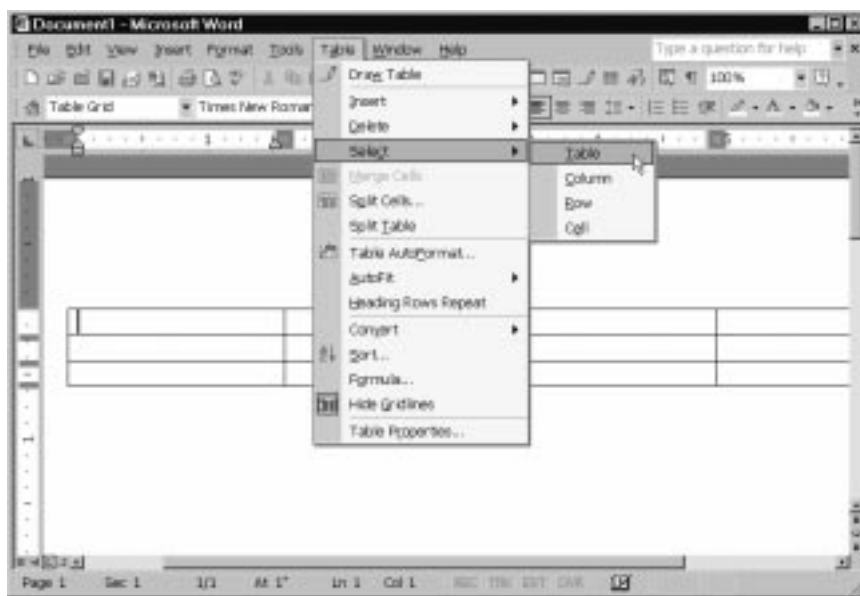 Document1 - Microsoft Word
File Edit View Insert Format Tools Table Window Help Type a question for help
100%
Table Grid Times New Roman
Draw Table
Insert
Delete
Select
Table
Merge Cells
Column
Split Cells...
Row
Split Table
Cell
Table AutoFormat...
AutoFit
Heading Rows Repeat
Convert
Sort...
Formula...
Hide Gridlines
Table Properties...
Page 1 Sec 1 1/1 At 1" Ln 1 Col 1 REC TRK EXT OVR